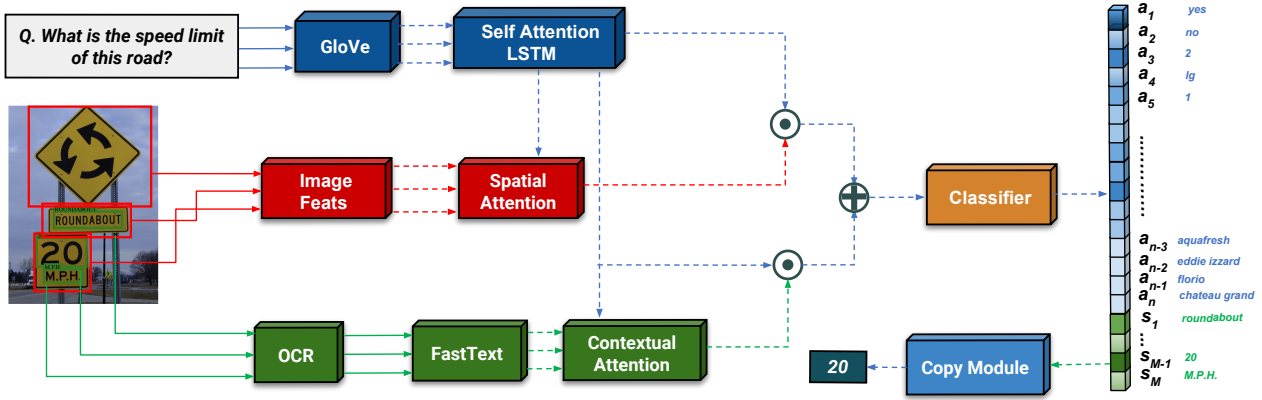 Q. What is the speed limit
of this road?
GloVe
Self Attention
LSTM
ROUNDABOUT
ROUNDABOUT
20
MPH
M.P.H.
Image
Feats
Spatial
Attention
OCR
FastText
Contextual
Attention
Classifier
Copy Module
20
a1 yes
a2 no
a3 2
a4 lg
a5 1
an-3 aquafresh
an-2 eddie izzard
an-1 florio
an chateau grand
s1 roundabout
sM-1 20
sM M.P.H.